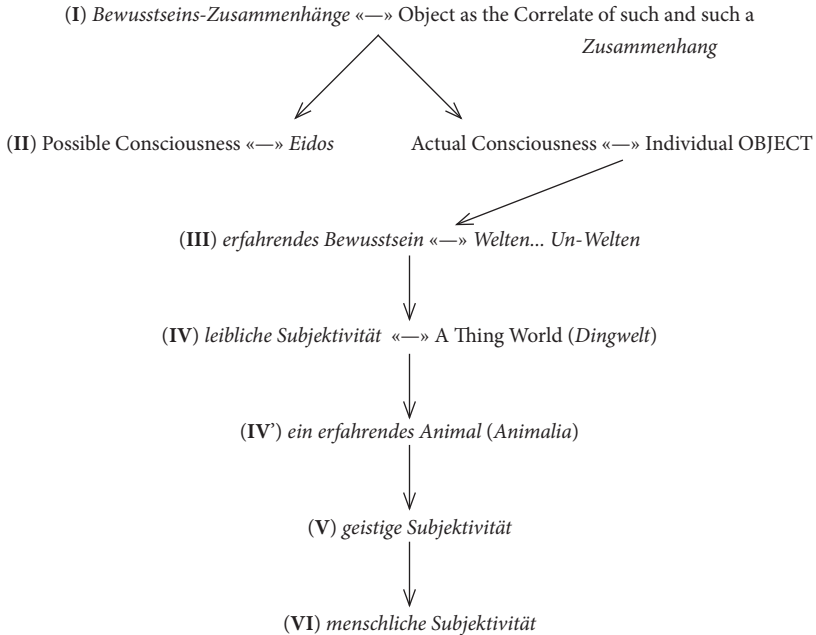 (I) Bewusstseins-Zusammenhänge «—» Object as the Correlate of such and such a
Zusammenhang
(II) Possible Consciousness «—» Eidos
Actual Consciousness «—» Individual OBJECT
(III) erfahrendes Bewusstsein «—» Welten... Un-Welten
(IV) leibliche Subjektivität «—» A Thing World (Dingwelt)
(IV') ein erfahrendes Animal (Animalia)
(V) geistige Subjektivität
(VI) menschliche Subjektivität